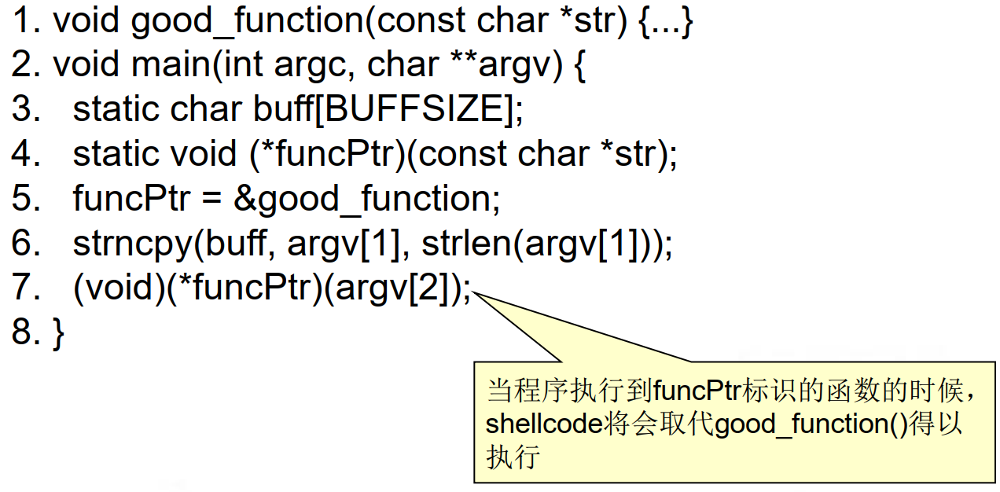 1. void good_function(const char *str) {...}
2. void main(int argc, char **argv) {
3. static char buff[BUFFSIZE];
4. static void (*funcPtr)(const char *str);
5. funcPtr = &good_function;
6. strncpy(buff, argv[1], strlen(argv[1]));
7. (void)(*funcPtr)(argv[2]);
8. }
当程序执行到funcPtr标识的函数的时候，
shellcode将会取代good_function()得以
执行